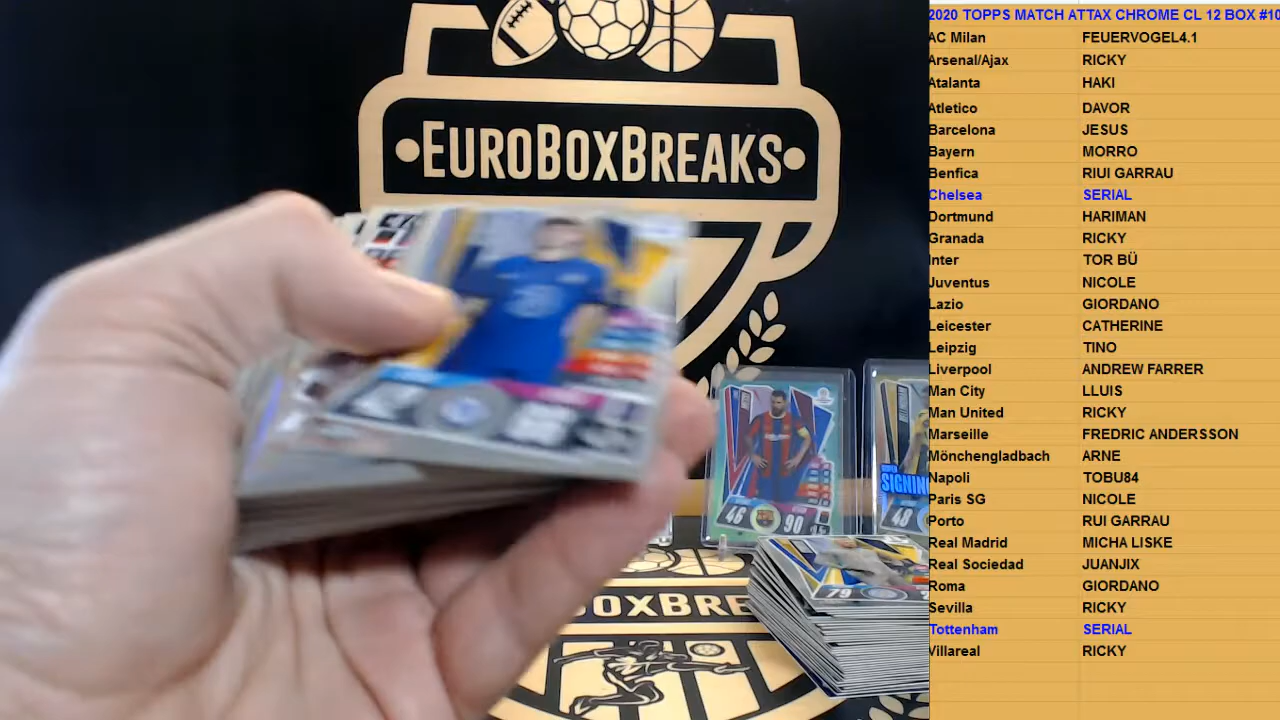 •EUROBOXBREAKS•
2020 TOPPS MATCH ATTAX CHROME CL 12 BOX #10
AC Milan FEUERVOGEL4.1
Arsenal/Ajax RICKY
Atalanta HAKI
Atletico DAVOR
Barcelona JESUS
Bayern MORRO
Benfica RIUI GARRAU
Chelsea SERIAL
Dortmund HARIMAN
Granada RICKY
Inter TOR BÜ
Juventus NICOLE
Lazio GIORDANO
Leicester CATHERINE
Leipzig TINO
Liverpool ANDREW FARRER
Man City LLUIS
Man United RICKY
Marseille FREDRIC ANDERSSON
Mönchengladbach ARNE
Napoli TOBU84
Paris SG NICOLE
Porto RUI GARRAU
Real Madrid MICHA LISKE
Real Sociedad JUANJIX
Roma GIORDANO
Sevilla RICKY
Tottenham SERIAL
Villareal RICKY
46 90
SIGNIN
48
79
OXBRE